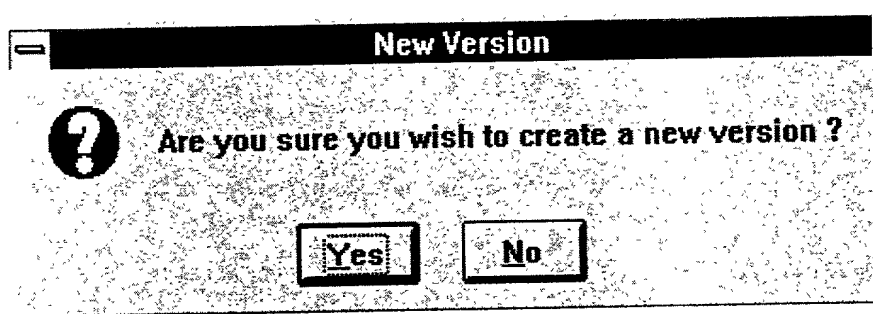 New Version
Are you sure you wish to create a new version ?
Yes
No